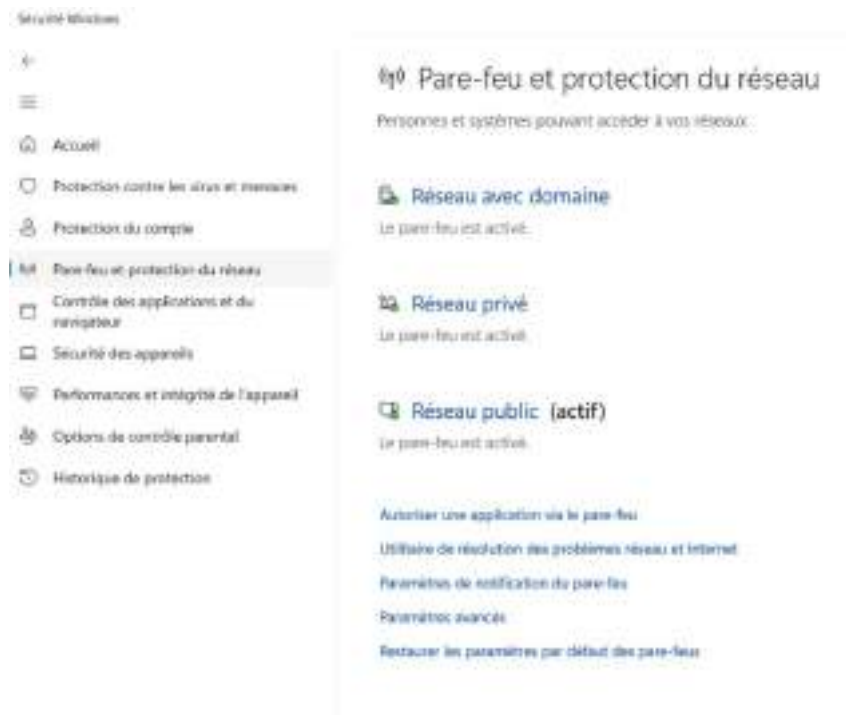 Sécurité Windows
Accueil
Protection contre les virus et menaces
Protection du compte
Pare-feu et protection du réseau
Contrôle des applications et du
navigateur
Sécurité des appareils
Performances et intégrité de l'appareil
Options de contrôle parental
Historique de protection
Pare-feu et protection du réseau
Personnes et systèmes pouvant accéder à vos réseaux.
Réseau avec domaine
Le pare-feu est activé.
Réseau privé
Le pare-feu est activé.
Réseau public (actif)
Le pare-feu est activé.
Autoriser une application via le pare-feu
Utilitaire de résolution des problèmes réseau et Internet
Paramètres de notification du pare-feu
Paramètres avancés
Restaurer les paramètres par défaut des pare-feux